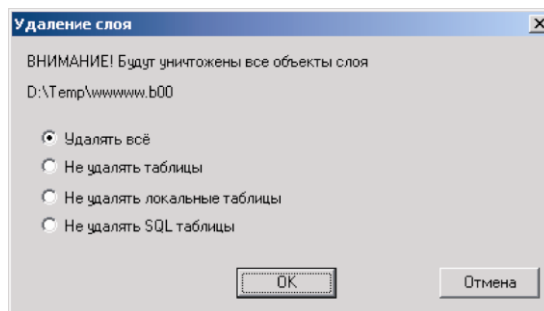 Удаление слоя
ВНИМАНИЕ! Будут уничтожены все объекты слоя
D:\Temp\wwwww.b00
Удалять всё
Не удалять таблицы
Не удалять локальные таблицы
Не удалять SQL таблицы
OK
Отмена